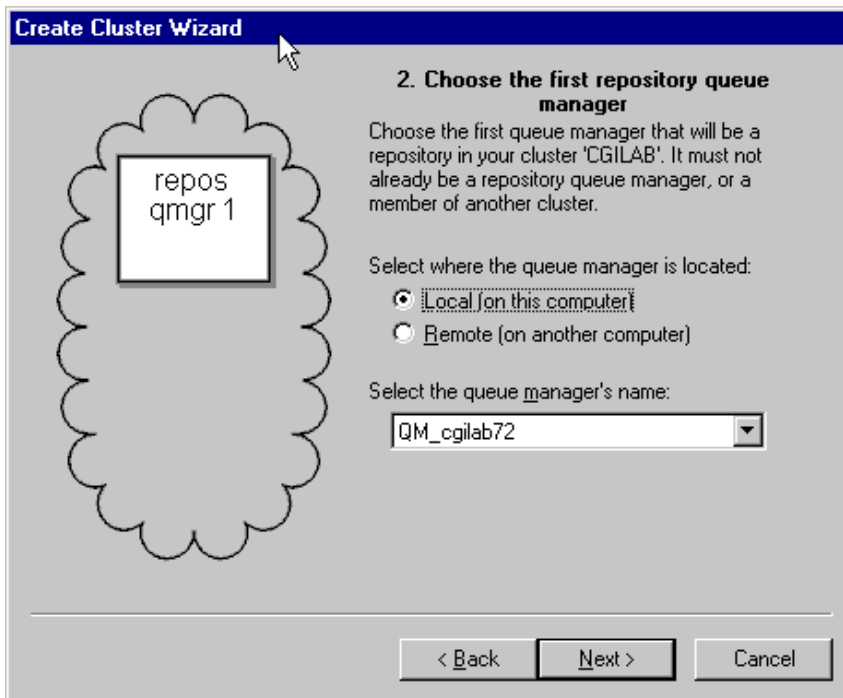 Create Cluster Wizard
repos
qmgr 1
2. Choose the first repository queue
manager
Choose the first queue manager that will be a
repository in your cluster 'CGILAB'. It must not
already be a repository queue manager, or a
member of another cluster.
Select where the queue manager is located:
Local (on this computer)
Remote (on another computer)
Select the queue manager's name:
QM_cgilab72
< Back
Next >
Cancel